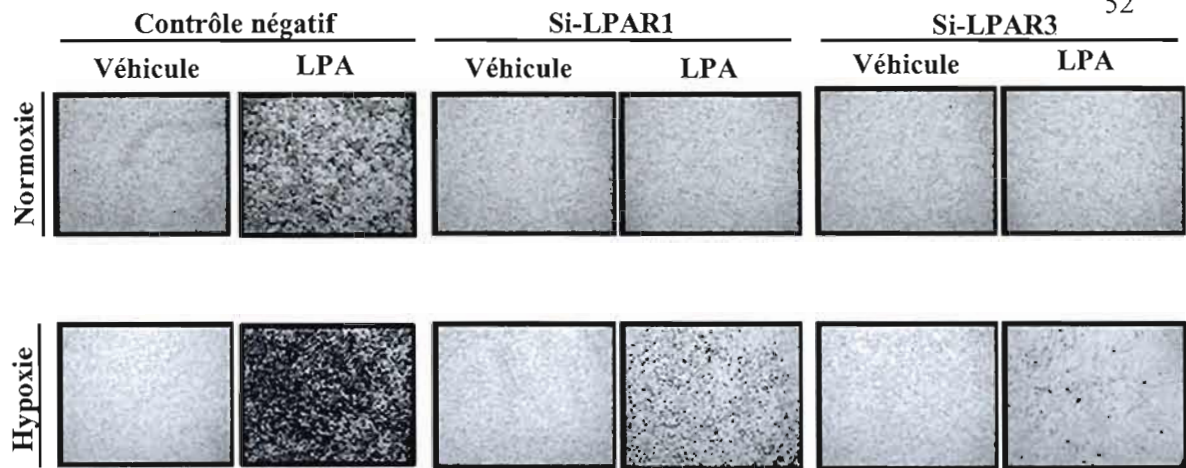 52
Contrôle négatif Si-LPAR1 Si-LPAR3
Véhicule LPA Véhicule LPA Véhicule LPA
Normoxie
Hypoxie